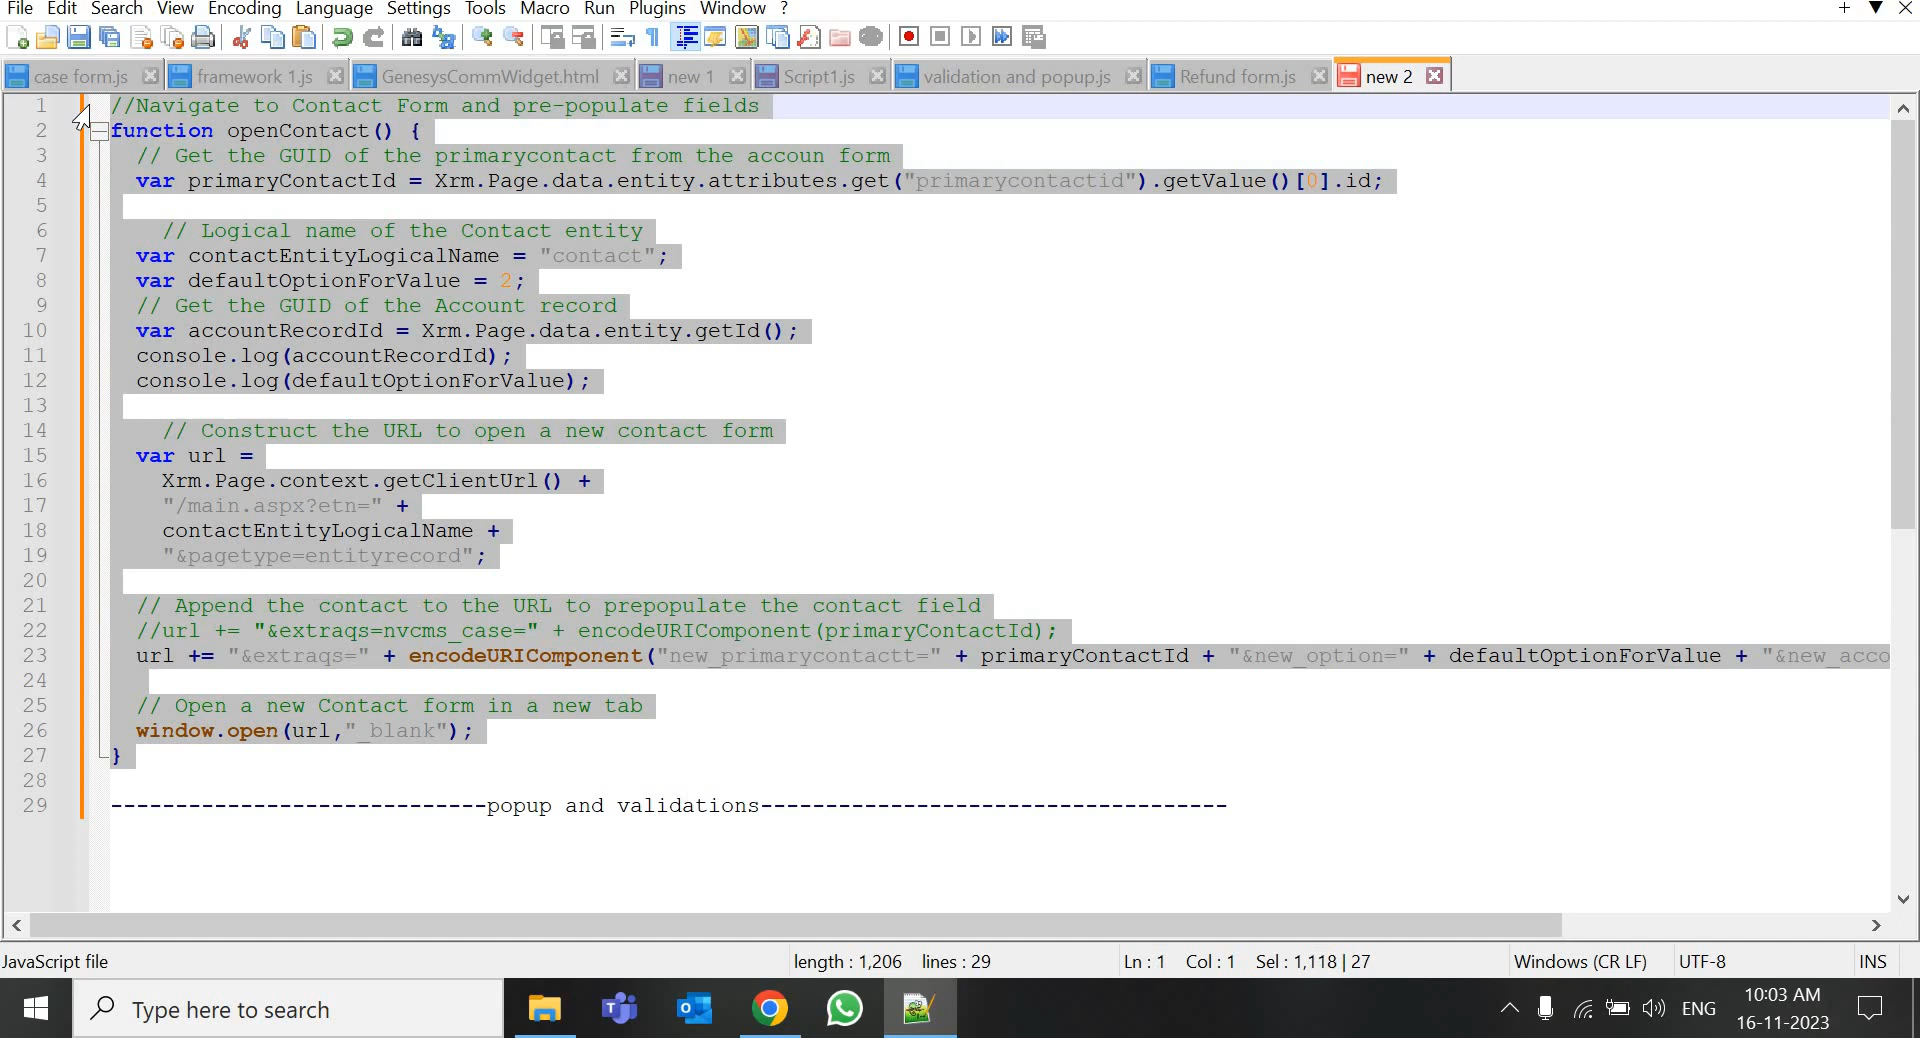 File Edit Search View Encoding Language Settings Tools Macro Run Plugins Window ?
case form.js framework 1.js GenesysCommWidget.html new 1 Script1.js validation and popup.js Refund form.js new 2
1 //Navigate to Contact Form and pre-populate fields
2 function openContact() {
3 // Get the GUID of the primarycontact from the accoun form
4 var primaryContactId = Xrm.Page.data.entity.attributes.get("primarycontactid").getValue()[0].id;
5
6 // Logical name of the Contact entity
7 var contactEntityLogicalName = "contact";
8 var defaultOptionForValue = 2;
9 // Get the GUID of the Account record
10 var accountRecordId = Xrm.Page.data.entity.getId();
11 console.log(accountRecordId);
12 console.log(defaultOptionForValue);
13
14 // Construct the URL to open a new contact form
15 var url =
16 Xrm.Page.context.getClientUrl() +
17 "/main.aspx?etn=" +
18 contactEntityLogicalName +
19 "&pagetype=entityrecord";
20
21 // Append the contact to the URL to prepopulate the contact field
22 //url += "&extraqs=nvcms_case=" + encodeURIComponent(primaryContactId);
23 url += "&extraqs=" + encodeURIComponent("new_primarycontactt=" + primaryContactId + "&new_option=" + defaultOptionForValue + "&new_acco
24
25 // Open a new Contact form in a new tab
26 window.open(url,"_blank");
27 }
28
29 -----------------------------popup and validations------------------------------------
JavaScript file length : 1,206 lines : 29 Ln : 1 Col : 1 Sel : 1,118 | 27 Windows (CR LF) UTF-8 INS
Type here to search ENG 10:03 AM
16-11-2023